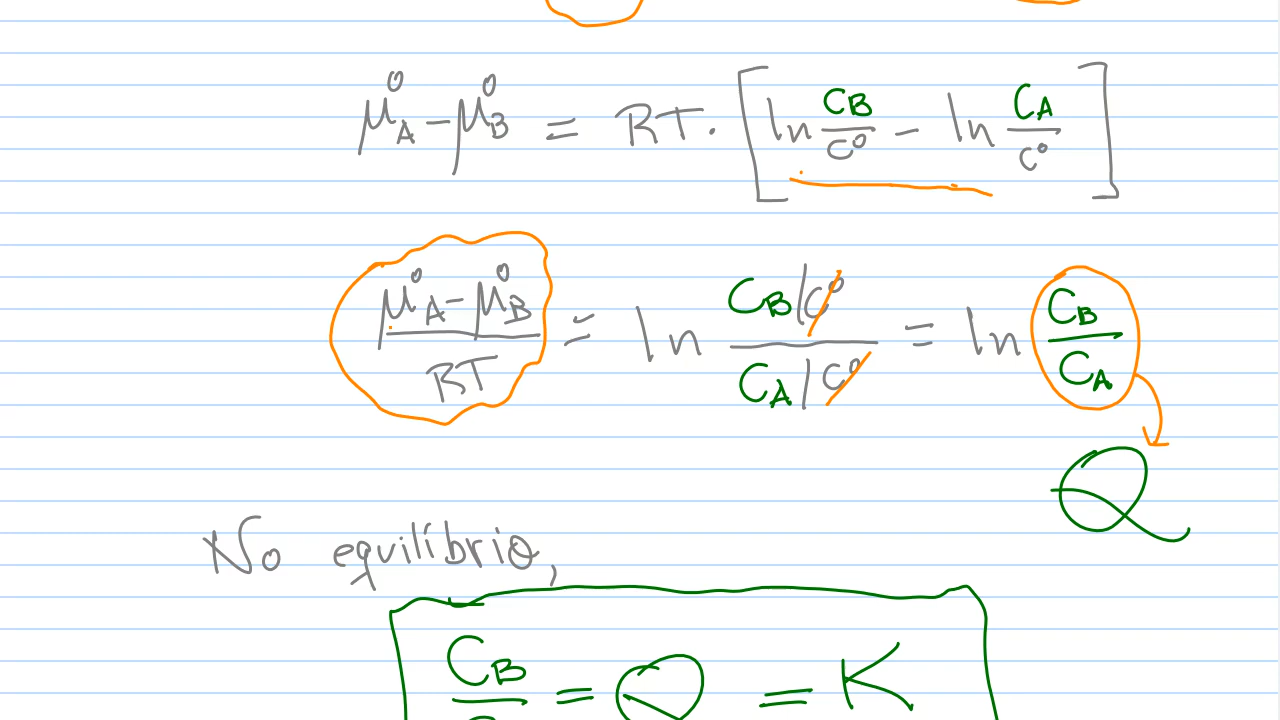 μ°A - μ°B = RT. [ln CB/C° - ln CA/C°]
μ°A - μ°B / RT = ln CB/C° / CA/C° = ln CB/CA
Q
No equilíbrio,
CB = Q = K